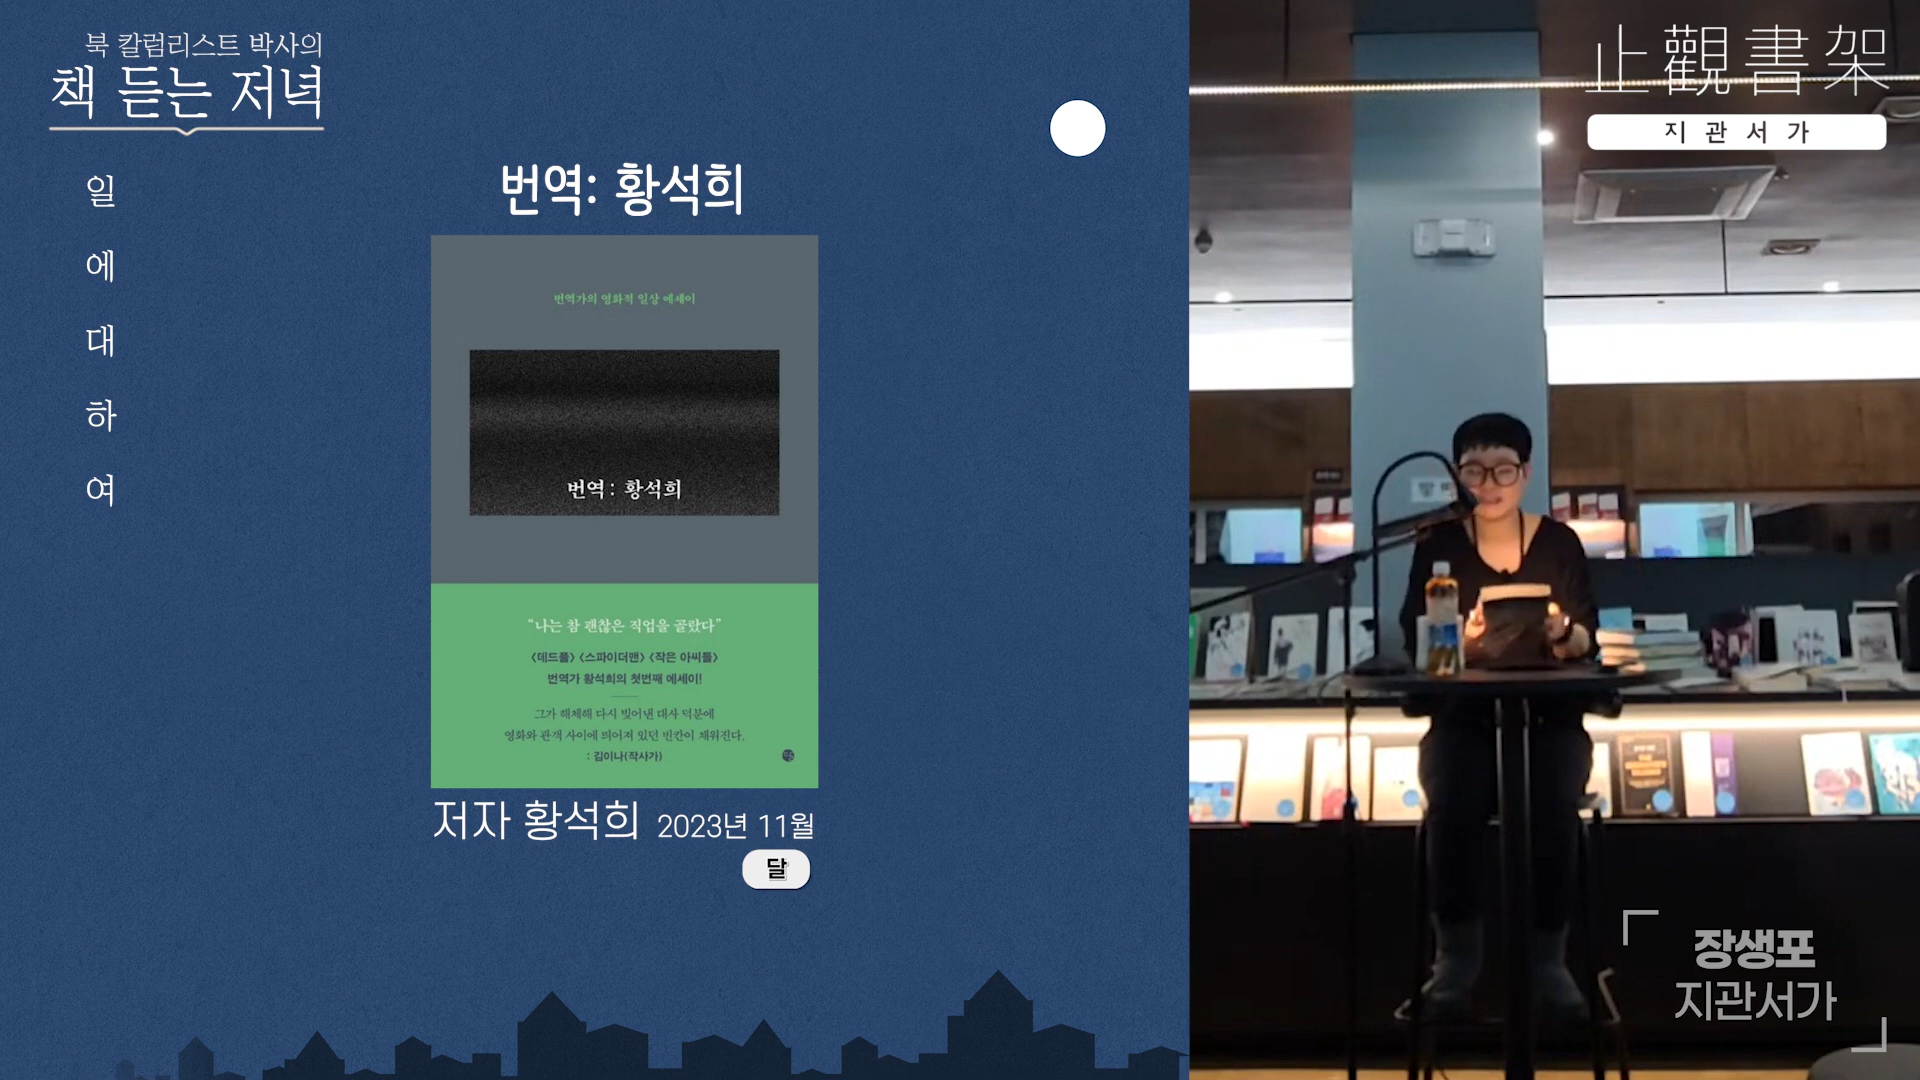 북 칼럼리스트 박사의
책 듣는 저녁
일
에
대
하
여
번역: 황석희
번역가의 영화적 일상 에세이
번역: 황석희
“나는 참 괜찮은 직업을 골랐다”
〈데드풀〉 〈스파이더맨〉 〈작은 아씨들〉
번역가 황석희의 첫번째 에세이!
그가 해체해 다시 빚어낸 대사 덕분에
영화와 관객 사이에 띄어져 있던 빈칸이 채워진다.
: 김이나(작사가)
저자 황석희 2023년 11월
달
止觀書架
지관서가
장생포
지관서가